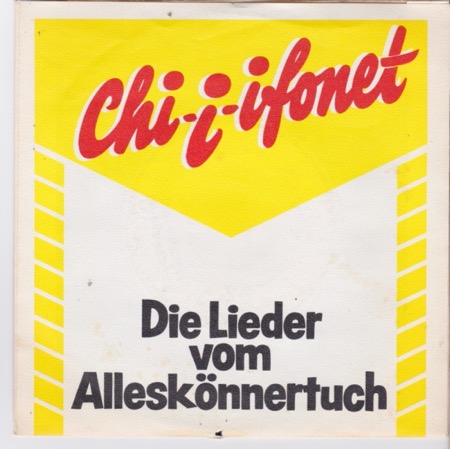 Chi-i-ifonet
Die Lieder
vom
Alleskönnertuch